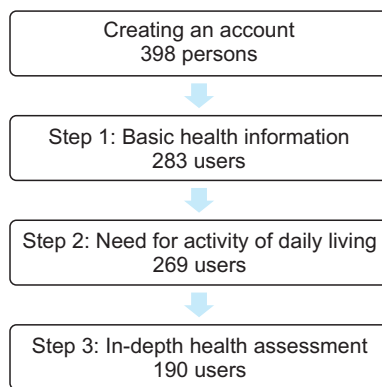 Creating an account
398 persons
Step 1: Basic health information
283 users
Step 2: Need for activity of daily living
269 users
Step 3: In-depth health assessment
190 users